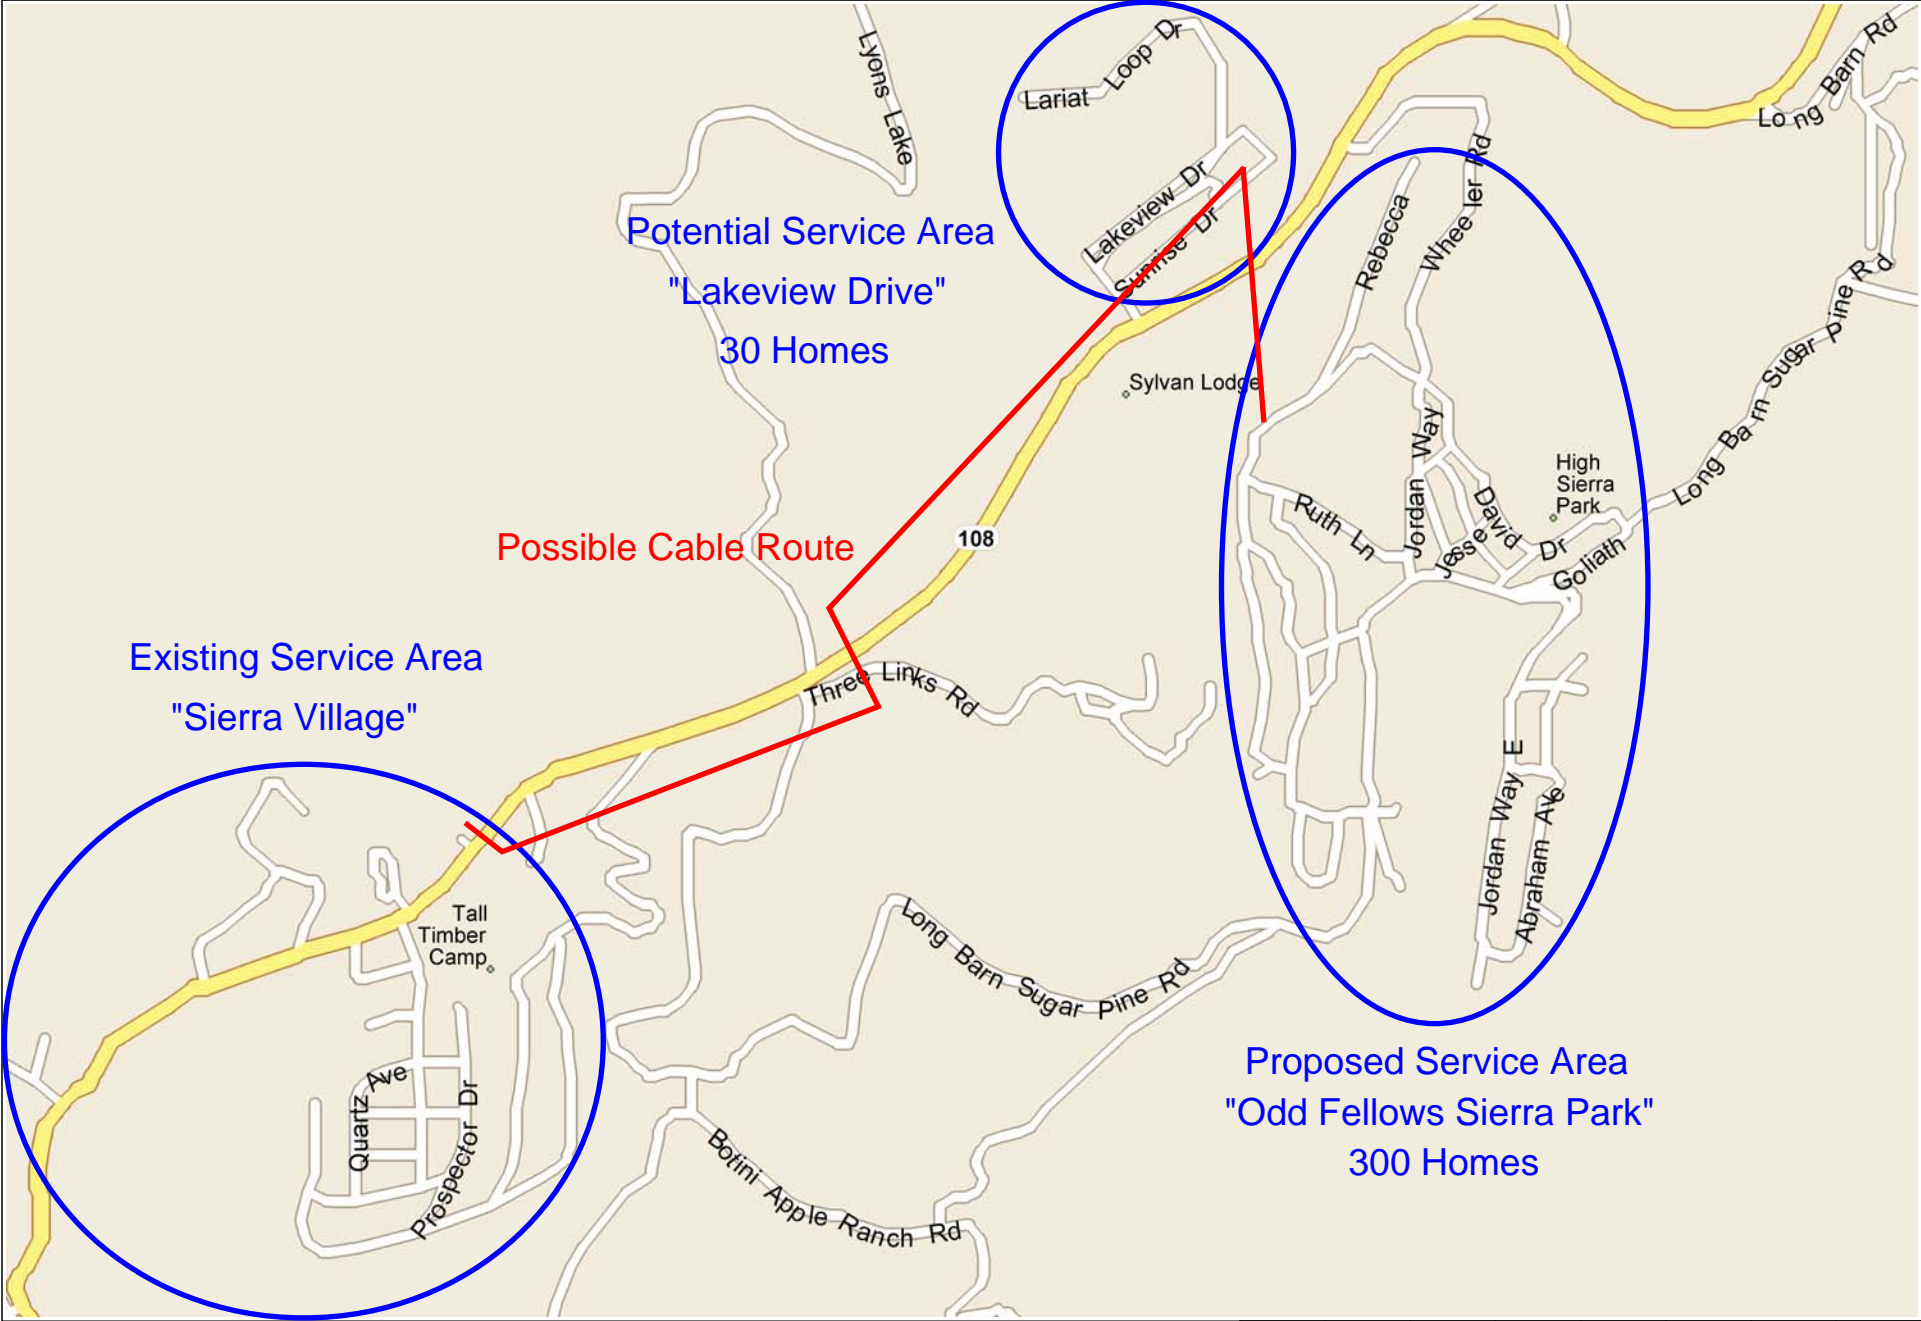 Lyons Lake
Lariat Loop Dr
Long Barn Rd
Lakeview Dr
Sunrise Dr
Rebecca
Wheeler Rd
Potential Service Area
"Lakeview Drive"
30 Homes
Sylvan Lodge
Long Barn Sugar Pine Rd
108
Possible Cable Route
Ruth Ln
Jordan Way
David
Jesse
Dr
Goliath
High
Sierra
Park
Three Links Rd
Existing Service Area
"Sierra Village"
Jordan Way E
Abraham Ave
Tall
Timber
Camp
Long Barn Sugar Pine Rd
Quartz Ave
Prospector Dr
Botini Apple Ranch Rd
Proposed Service Area
"Odd Fellows Sierra Park"
300 Homes